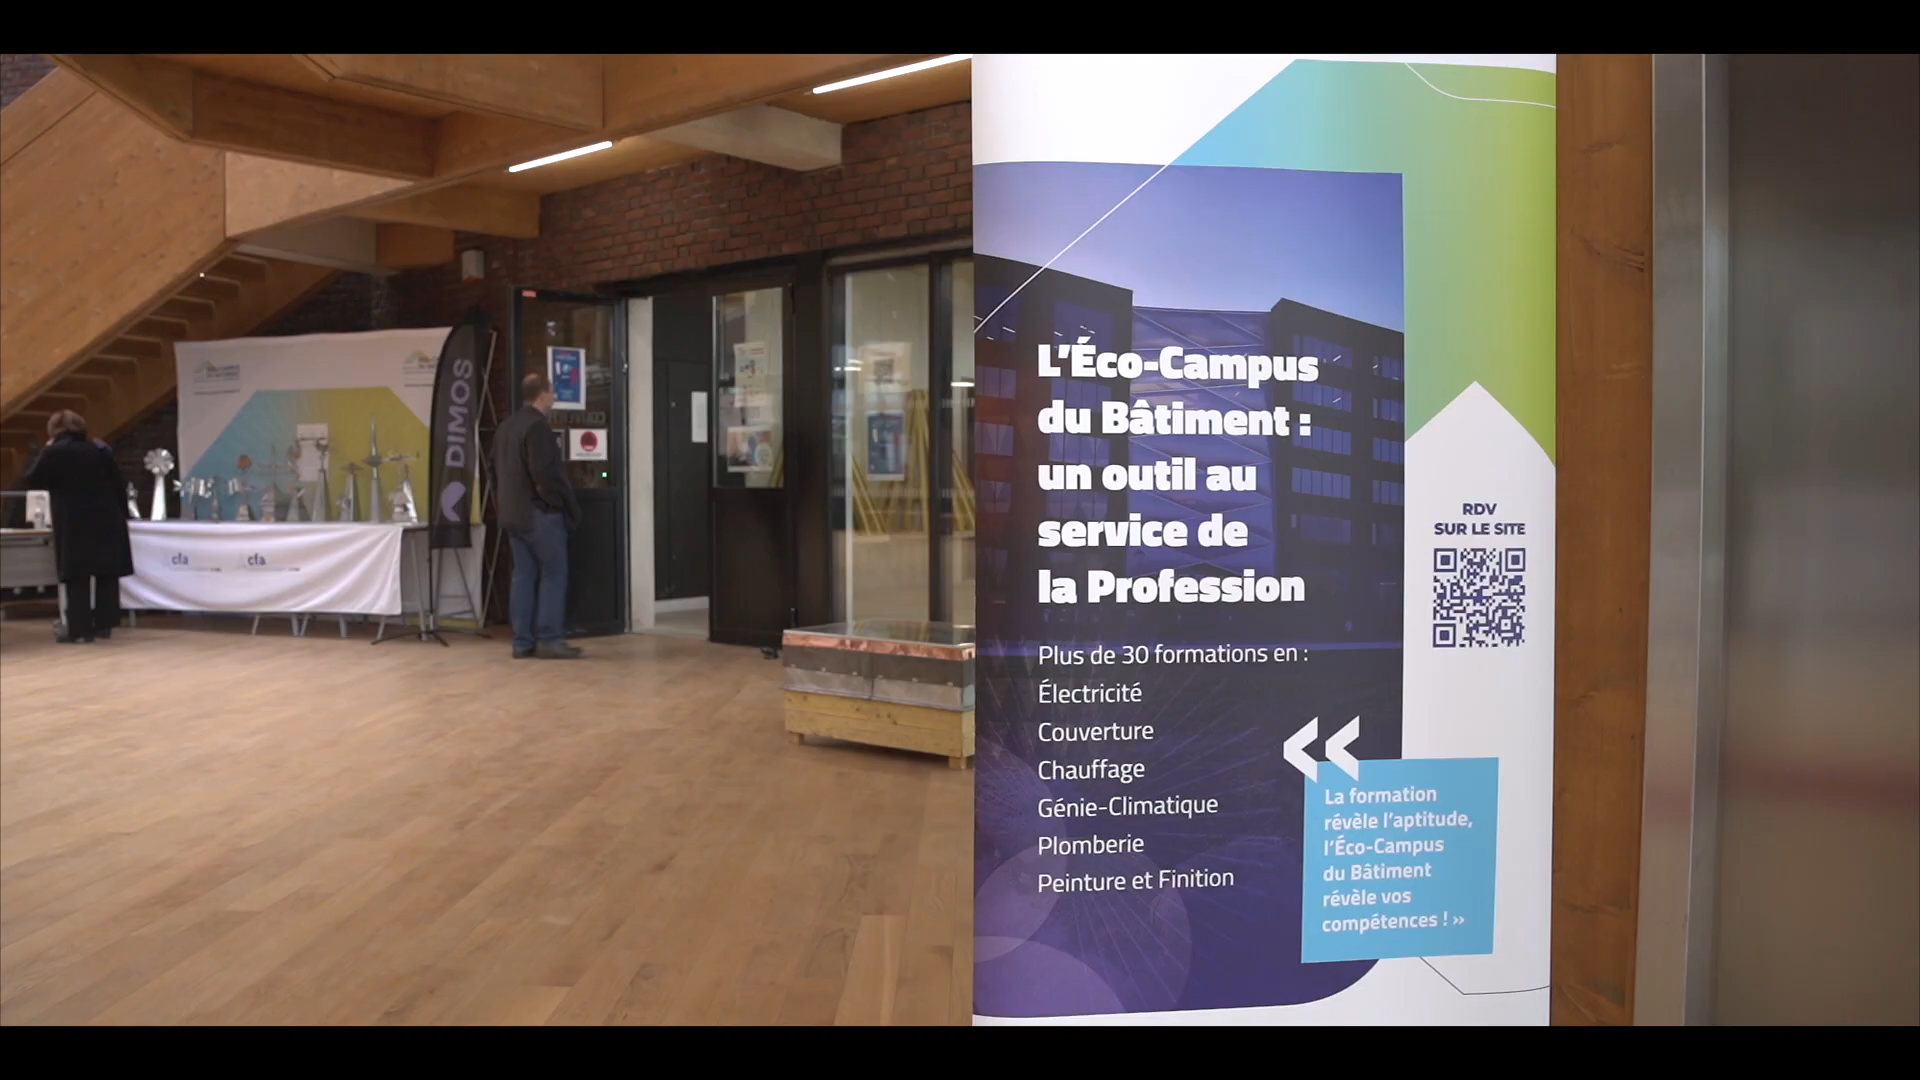 L'Éco-Campus
du Bâtiment :
un outil au
service de
la Profession
Plus de 30 formations en :
Électricité
Couverture
Chauffage
Génie-Climatique
Plomberie
Peinture et Finition
RDV
SUR LE SITE
La formation
révèle l'aptitude,
l'Éco-Campus
du Bâtiment
révèle vos
compétences ! »
DIMOS
cfa
cfa